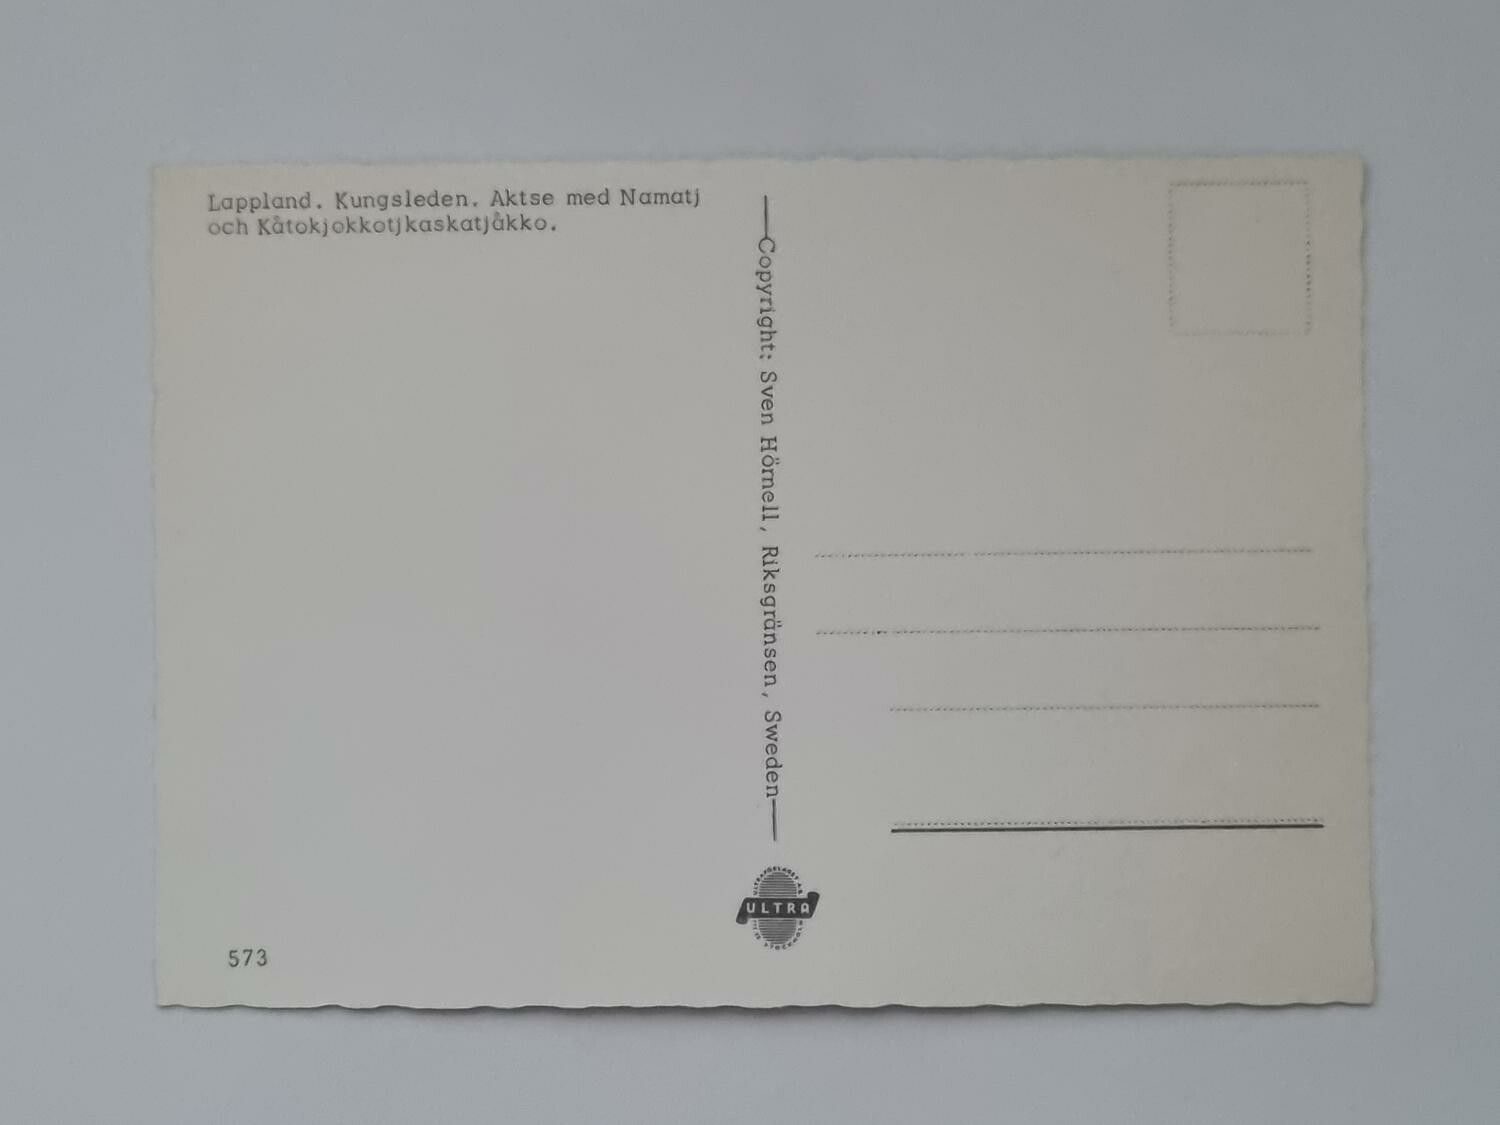 Lappland. Kungsleden. Aktse med Namatj
och Kåtokjokkotjkaskatjåkko.
Copyright: Sven Hörnell, Riksgränsen, Sweden
ULTRA
573